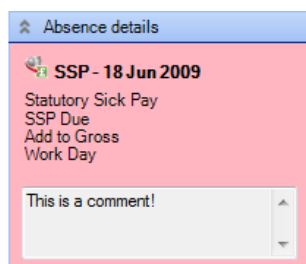 Absence details
SSP - 18 Jun 2009
Statutory Sick Pay
SSP Due
Add to Gross
Work Day
This is a comment!